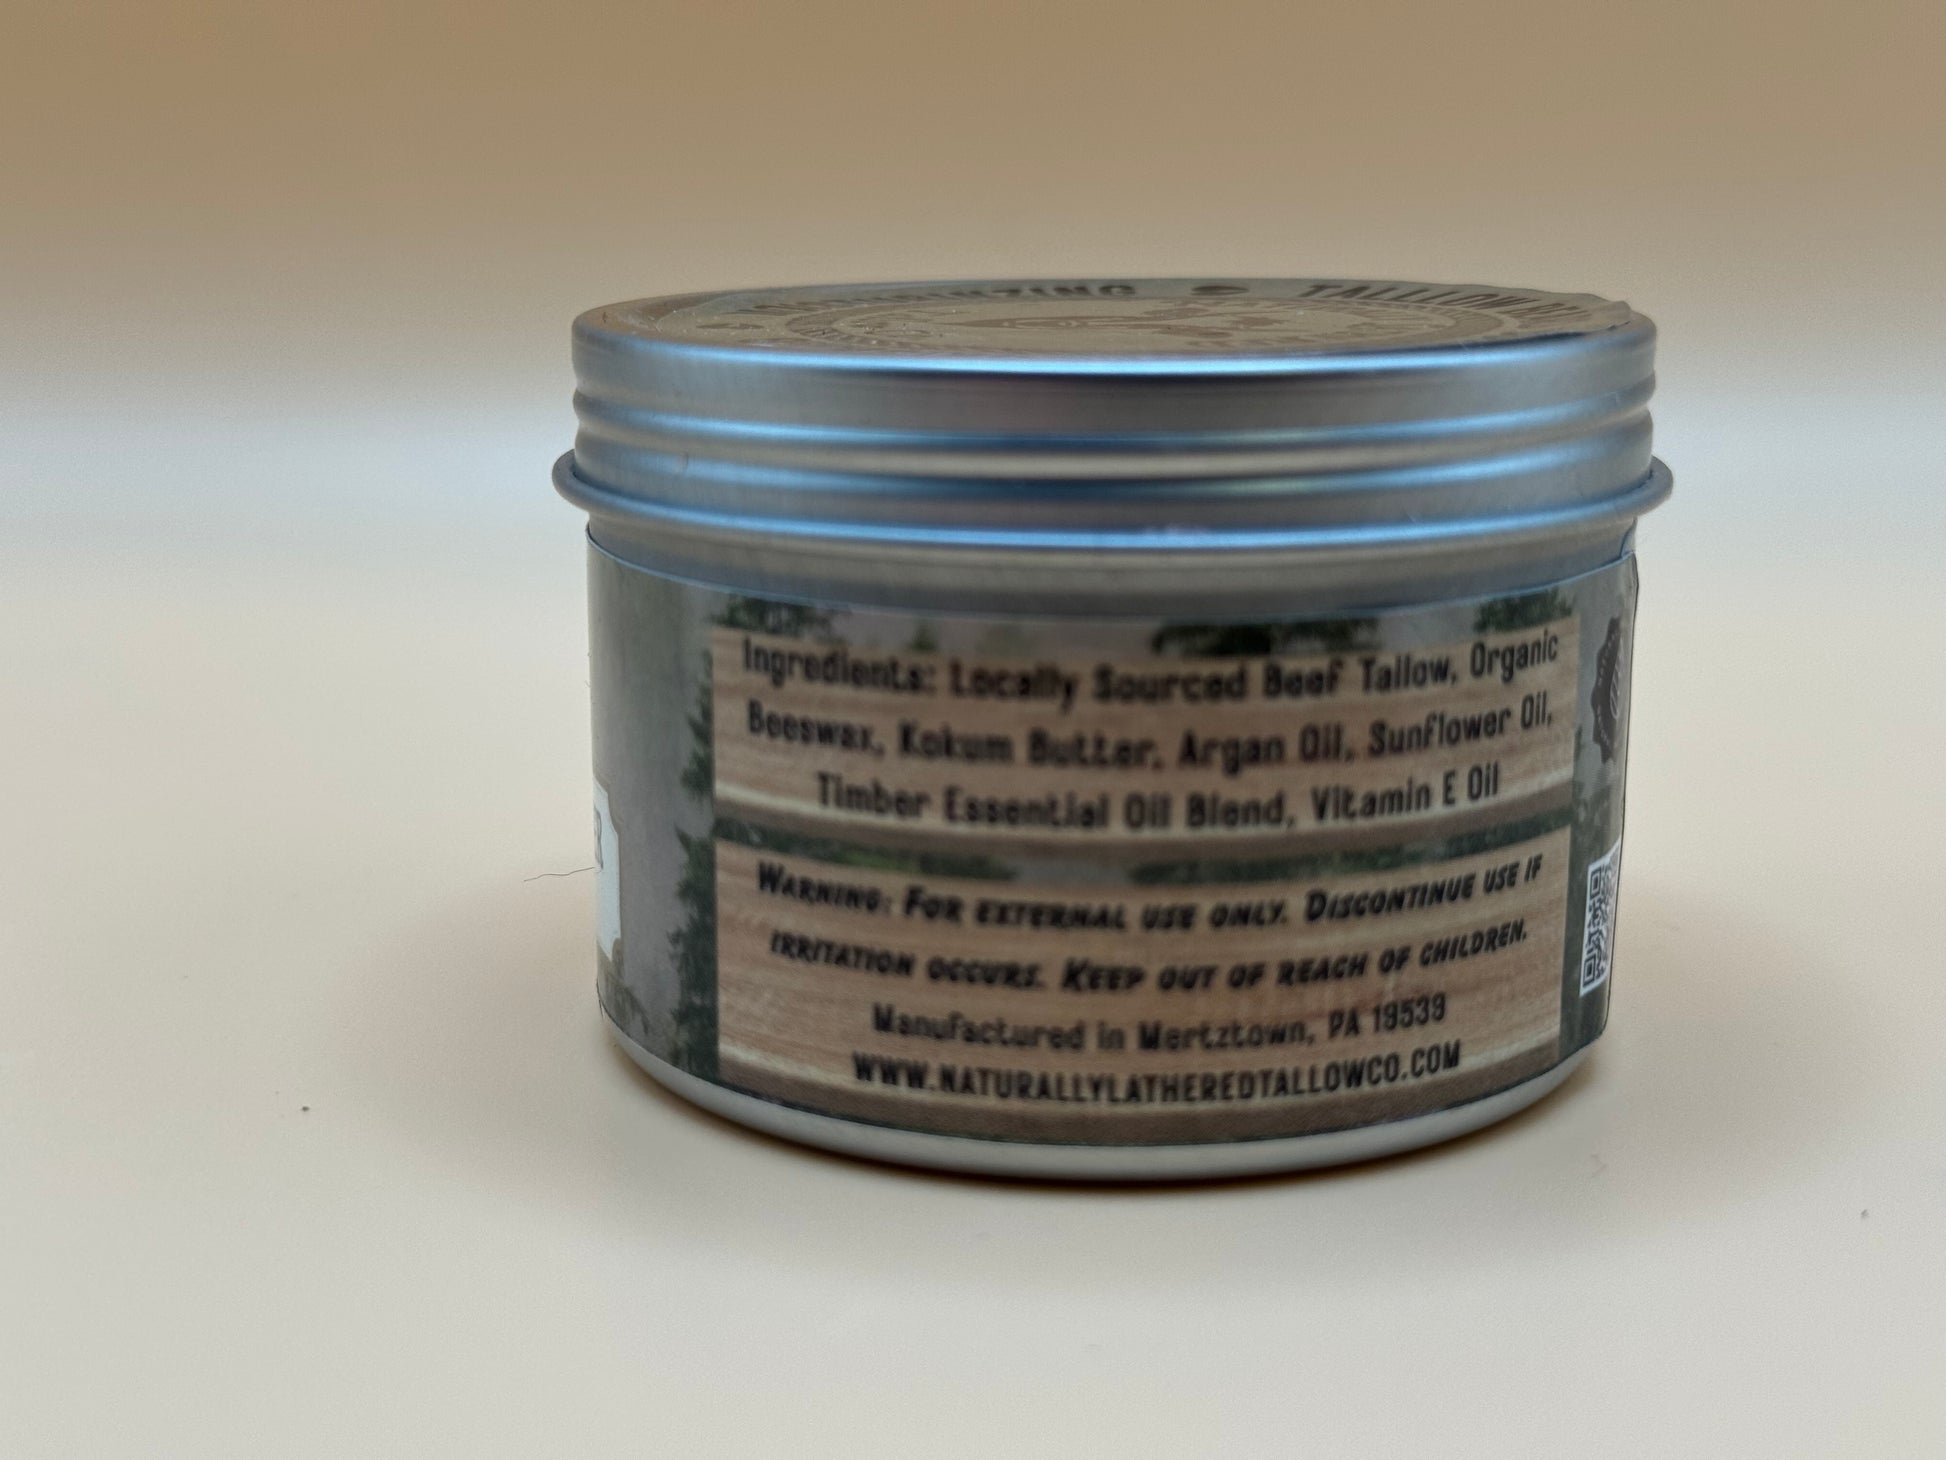 TALLLOW
Ingredients: Locally Sourced Beef Tallow, Organic
Beeswax, Kokum Butter, Argan Oil, Sunflower Oil,
Timber Essential Oil Blend, Vitamin E Oil
WARNING: FOR EXTERNAL USE ONLY. DISCONTINUE USE IF
IRRITATION OCCURS. KEEP OUT OF REACH OF CHILDREN.
Manufactured in Mertztown, PA 19539
WWW.NATURALLYLATHEREDTALLOWCO.COM